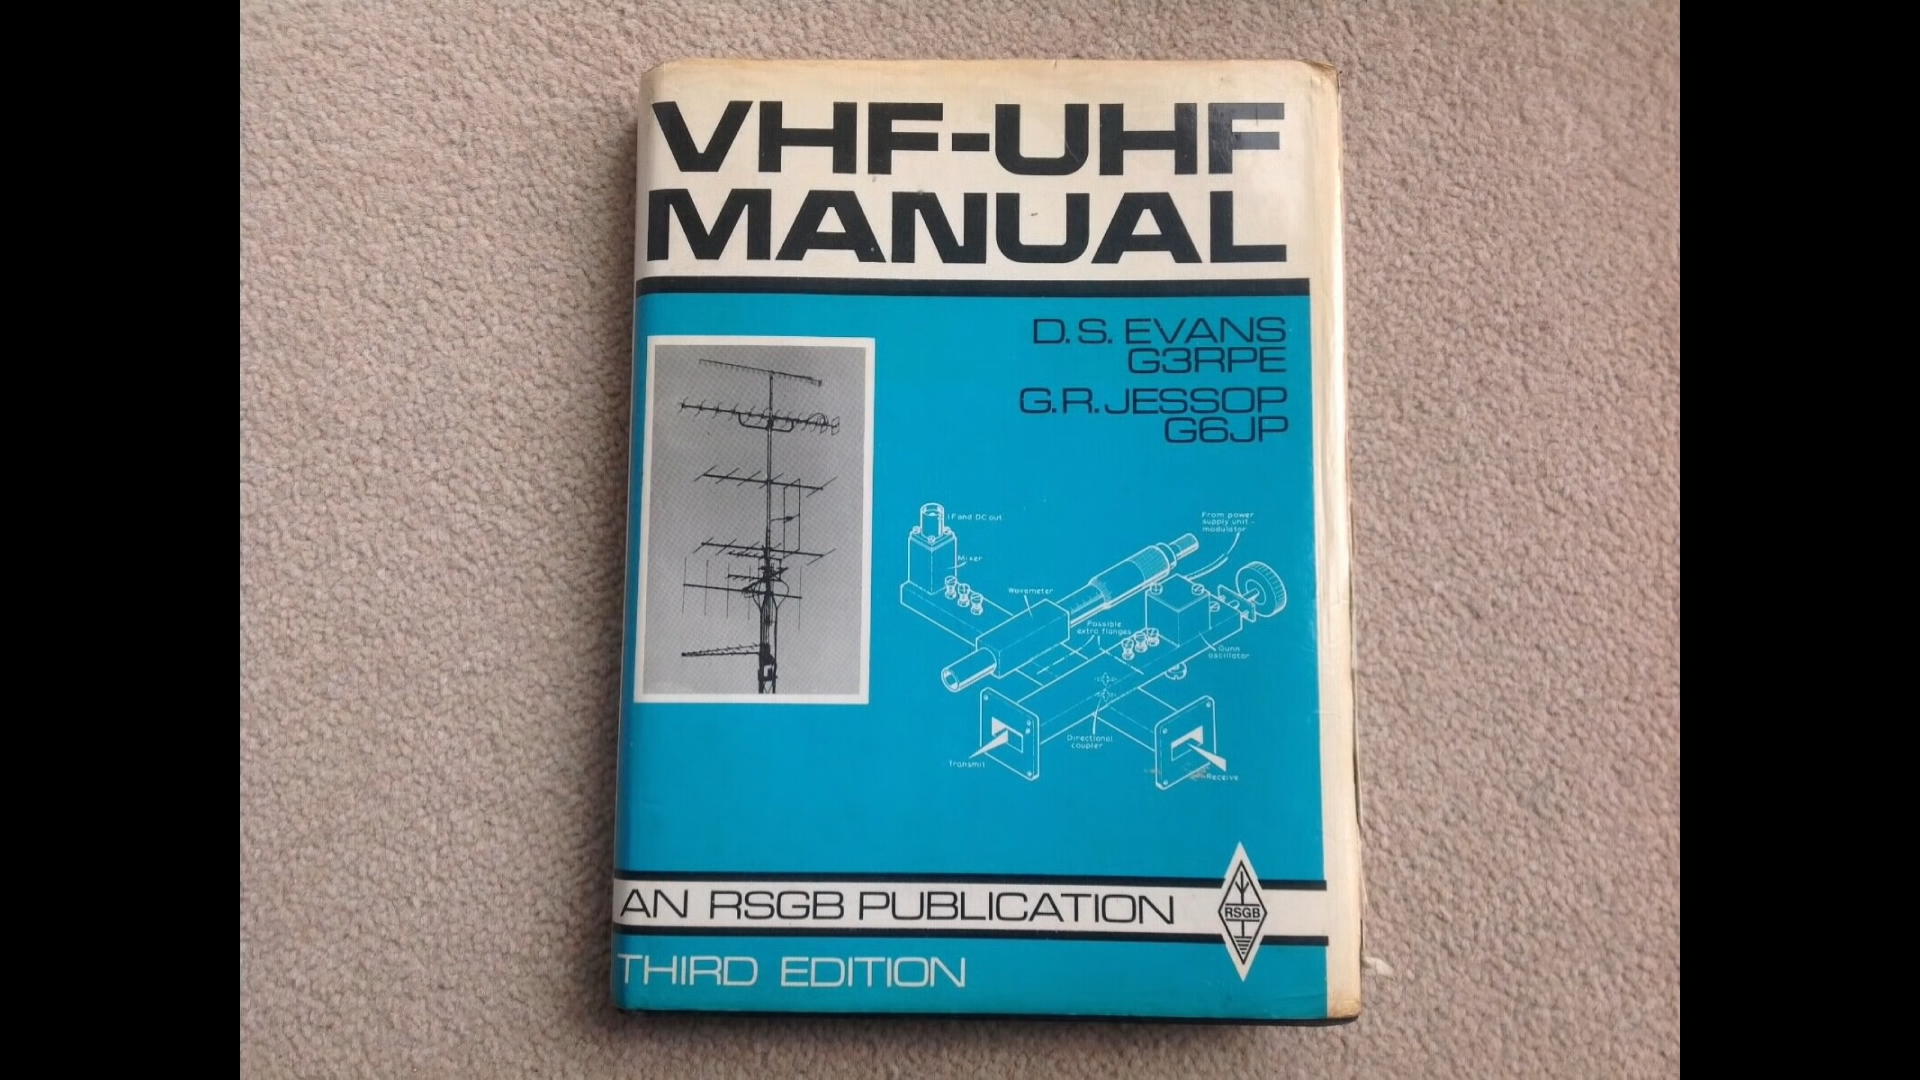 VHF-UHF
MANUAL
D.S. EVANS
G3RPE
G.R. JESSOP
G6JP
IF and DC out
Mixer
Wavemeter
From power
supply unit -
modulator
Possible
extra flanges
Gunn
oscillator
Directional
coupler
Transmit
Receive
AN RSGB PUBLICATION
RSGB
THIRD EDITION